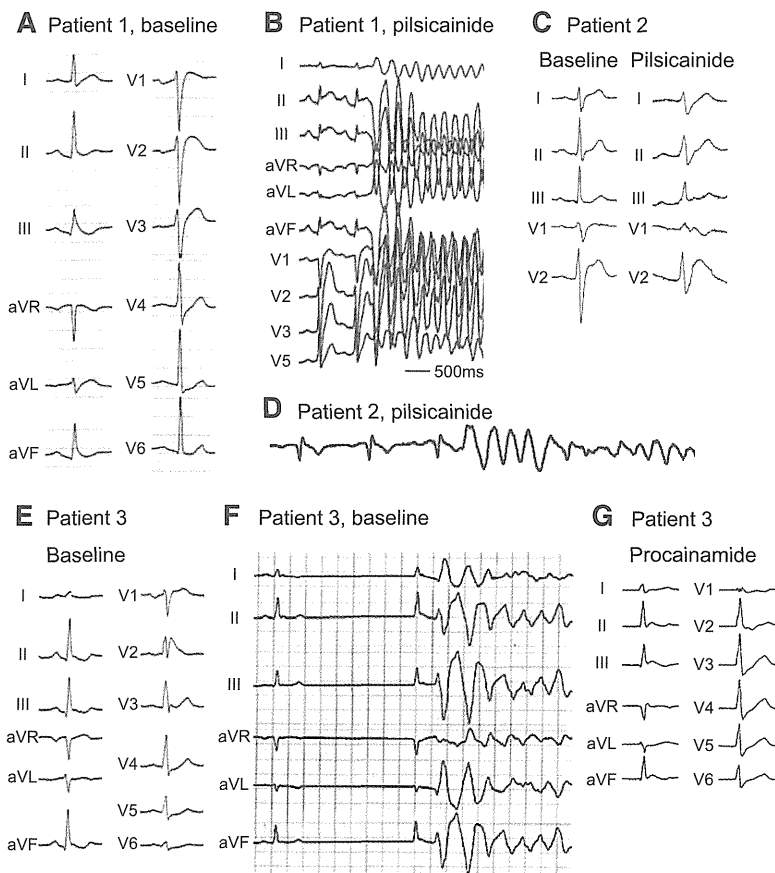 A Patient 1, baseline
I V1
II V2
III V3
aVR V4
aVL V5
aVF V6
B Patient 1, pilsicainide
I
II
III
aVR
aVL
aVF
V1
V2
V3
V5
500ms
C Patient 2
Baseline Pilsicainide
I I
II II
III III
V1 V1
V2 V2
D Patient 2, pilsicainide
E Patient 3
Baseline
I V1
II V2
III V3
aVR V4
aVL V5
aVF V6
F Patient 3, baseline
I
II
III
aVR
aVL
aVF
G Patient 3
Procainamide
I V1
II V2
III V3
aVR V4
aVL V5
aVF V6